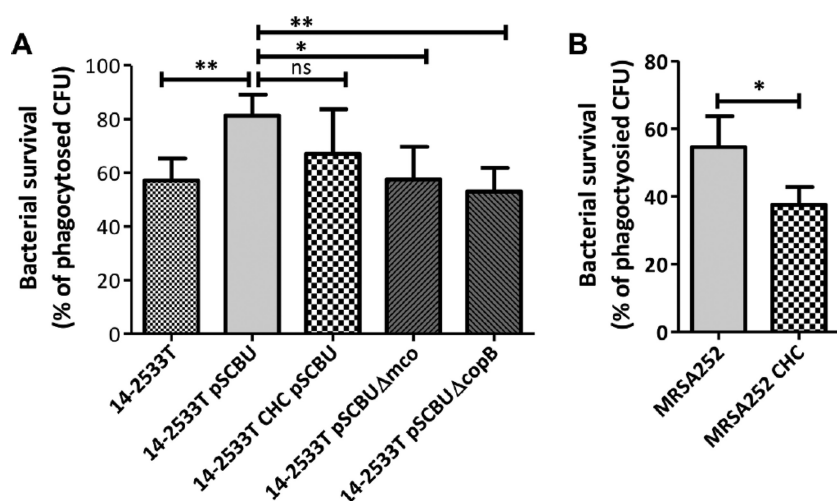 A
Bacterial survival
(% of phagocytosed CFU)
100
80
60
40
20
0
**
*
**
ns
14-2533T
14-2533T pSCBU
14-2533T CHC pSCBU
14-2533T pSCBUΔmco
14-2533T pSCBUΔcopB
B
Bacterial survival
(% of phagoctyosied CFU)
80
60
40
20
0
*
MRSA252
MRSA252 CHC